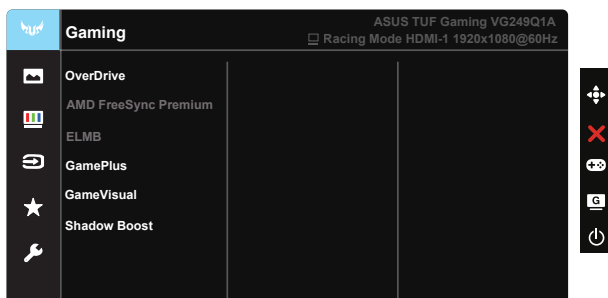 Gaming
ASUS TUF Gaming VG249Q1A
Racing Mode HDMI-1 1920x1080@60Hz
OverDrive
AMD FreeSync Premium
ELMB
GamePlus
GameVisual
Shadow Boost
G